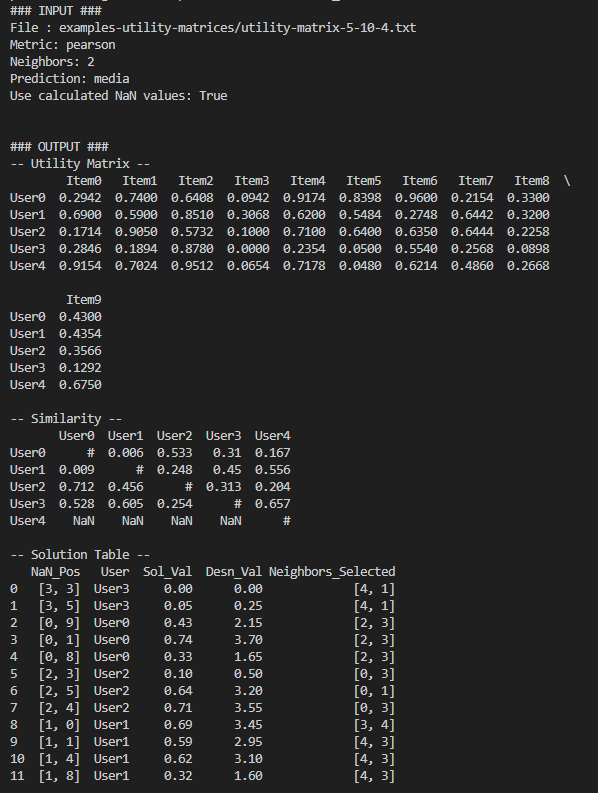 ### INPUT ###
File : examples-utility-matrices/utility-matrix-5-10-4.txt
Metric: pearson
Neighbors: 2
Prediction: media
Use calculated NaN values: True
### OUTPUT ###
-- Utility Matrix --
Item0 Item1 Item2 Item3 Item4 Item5 Item6 Item7 Item8 \
User0 0.2942 0.7400 0.6408 0.0942 0.9174 0.8398 0.9600 0.2154 0.3300
User1 0.6900 0.5900 0.8510 0.3068 0.6200 0.5484 0.2748 0.6442 0.3200
User2 0.1714 0.9050 0.5732 0.1000 0.7100 0.6400 0.6350 0.6444 0.2258
User3 0.2846 0.1894 0.8780 0.0000 0.2354 0.0500 0.5540 0.2568 0.0898
User4 0.9154 0.7024 0.9512 0.0654 0.7178 0.0480 0.6214 0.4860 0.2668
Item9
User0 0.4300
User1 0.4354
User2 0.3566
User3 0.1292
User4 0.6750
-- Similarity --
User0 User1 User2 User3 User4
User0 # 0.006 0.533 0.31 0.167
User1 0.009 # 0.248 0.45 0.556
User2 0.712 0.456 # 0.313 0.204
User3 0.528 0.605 0.254 # 0.657
User4 NaN NaN NaN NaN #
-- Solution Table --
NaN_Pos User Sol_Val Desn_Val Neighbors_Selected
0 [3, 3] User3 0.00 0.00 [4, 1]
1 [3, 5] User3 0.05 0.25 [4, 1]
2 [0, 9] User0 0.43 2.15 [2, 3]
3 [0, 1] User0 0.74 3.70 [2, 3]
4 [0, 8] User0 0.33 1.65 [2, 3]
5 [2, 3] User2 0.10 0.50 [0, 3]
6 [2, 5] User2 0.64 3.20 [0, 1]
7 [2, 4] User2 0.71 3.55 [0, 3]
8 [1, 0] User1 0.69 3.45 [3, 4]
9 [1, 1] User1 0.59 2.95 [4, 3]
10 [1, 4] User1 0.62 3.10 [4, 3]
11 [1, 8] User1 0.32 1.60 [4, 3]